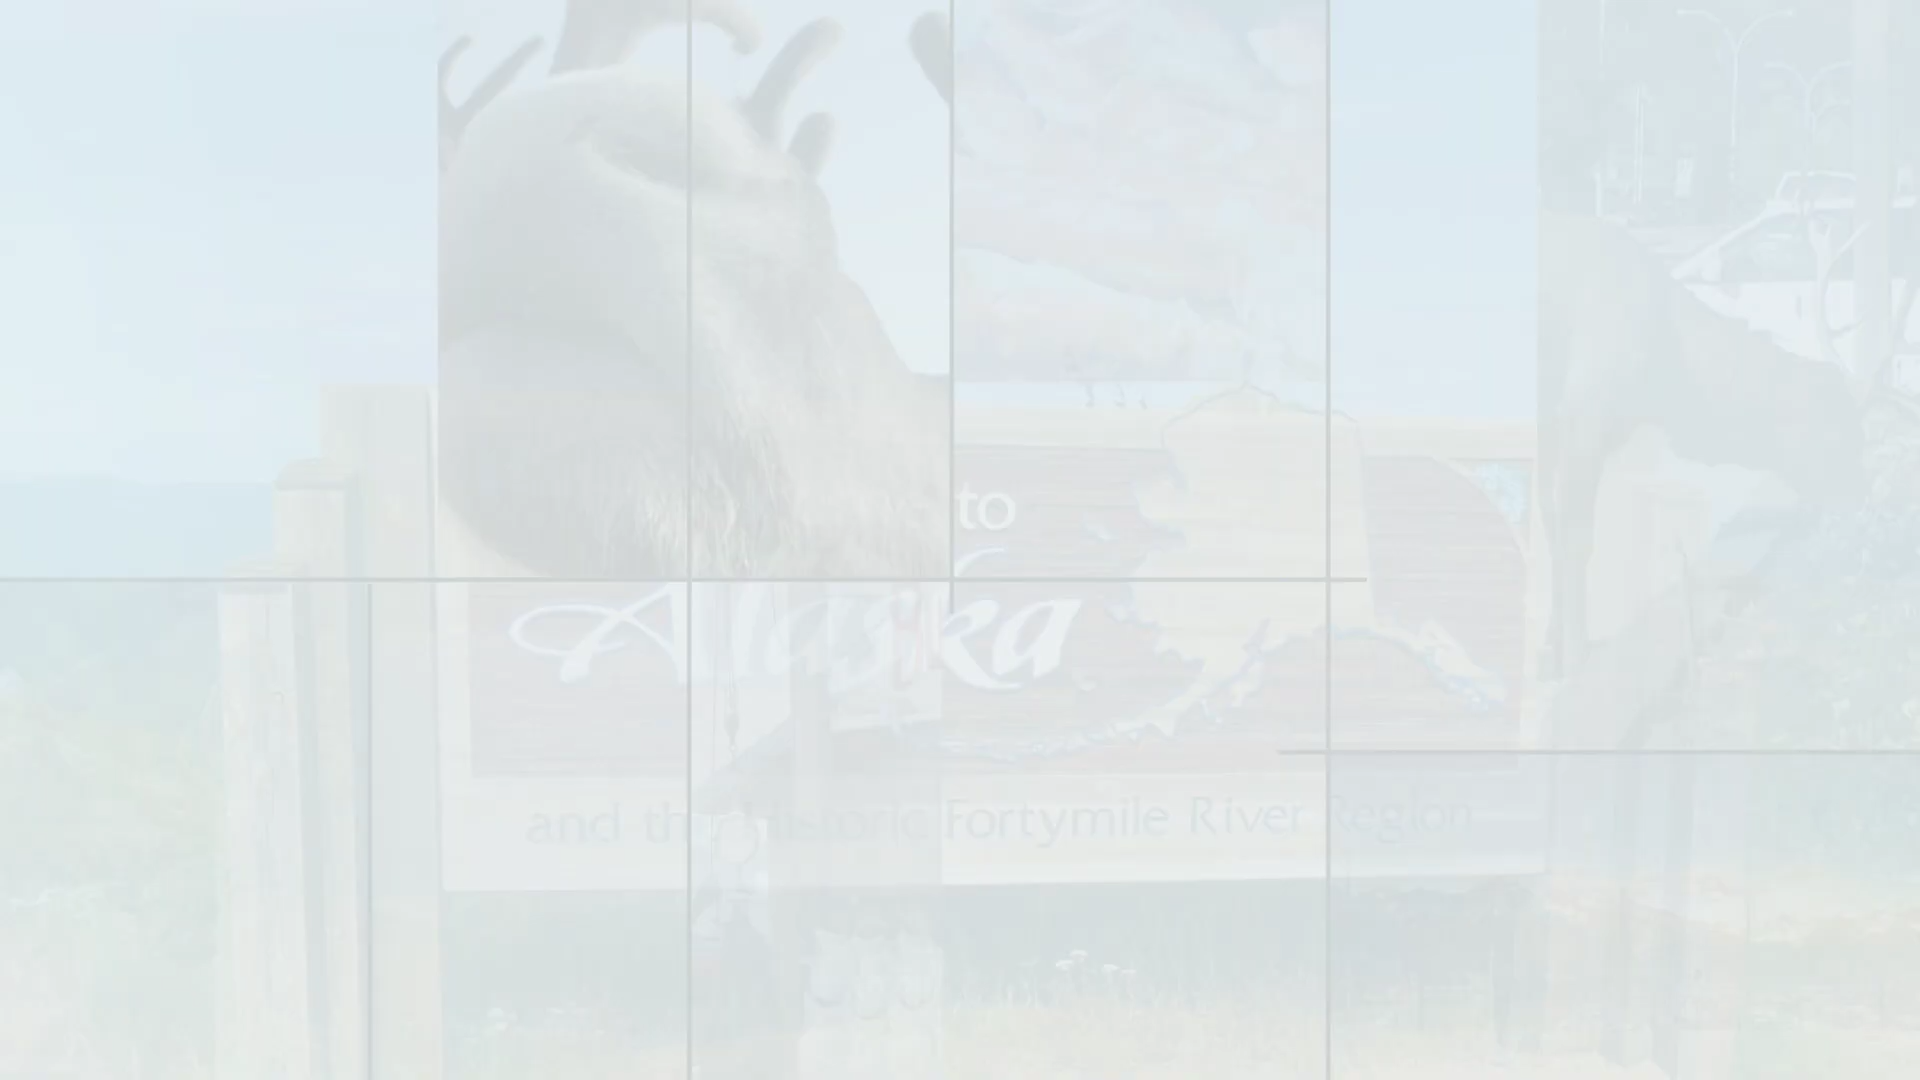 to
Alaska
and the Historic Fortymile River Region